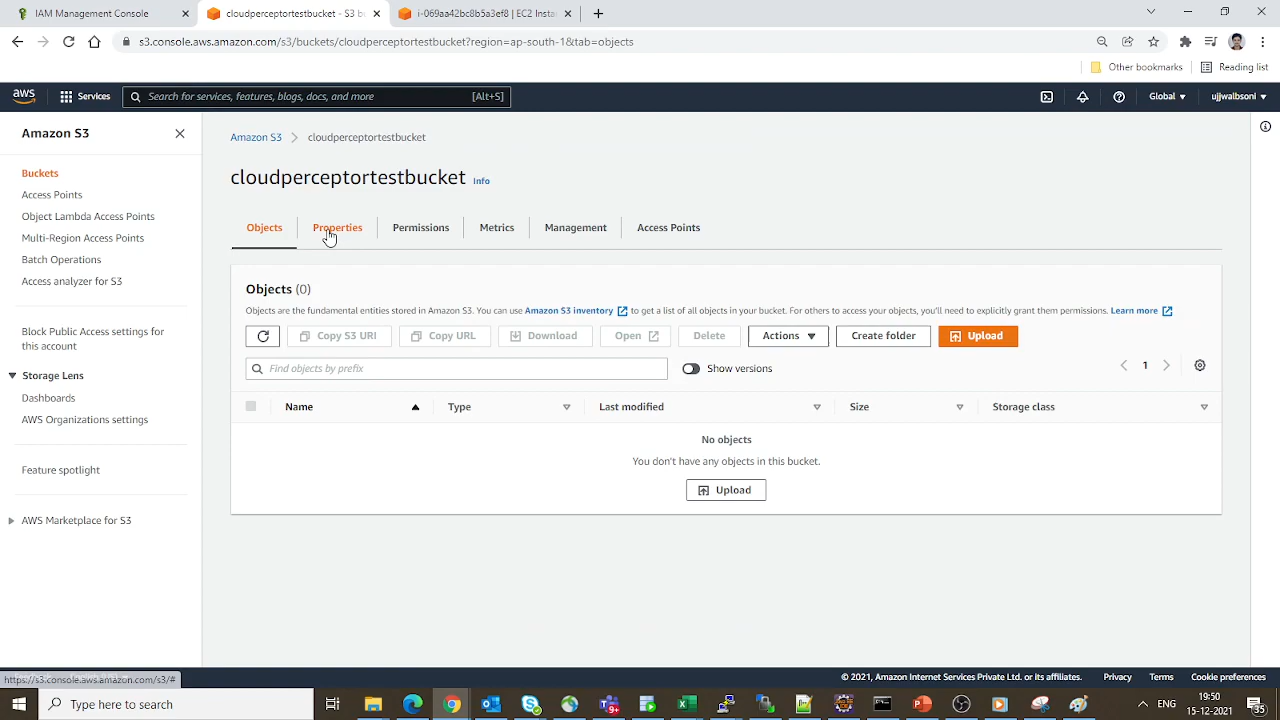 IAM Management Console
cloudperceptortestbucket - S3 bu
i-069aa42bc8b5a3ef8 | EC2 Insta
s3.console.aws.amazon.com/s3/buckets/cloudperceptortestbucket?region=ap-south-1&tab=objects
Other bookmarks
Reading list
aws
Services
Search for services, features, blogs, docs, and more
[Alt+S]
Global
ujjwalbsoni
Amazon S3
Buckets
Access Points
Object Lambda Access Points
Multi-Region Access Points
Batch Operations
Access analyzer for S3
Block Public Access settings for
this account
Storage Lens
Dashboards
AWS Organizations settings
Feature spotlight
AWS Marketplace for S3
Amazon S3 > cloudperceptortestbucket
cloudperceptortestbucket Info
Objects Properties Permissions Metrics Management Access Points
Objects (0)
Objects are the fundamental entities stored in Amazon S3. You can use Amazon S3 inventory to get a list of all objects in your bucket. For others to access your objects, you'll need to explicitly grant them permissions. Learn more
Copy S3 URI Copy URL Download Open Delete Actions Create folder Upload
Find objects by prefix
Show versions
1
Name Type Last modified Size Storage class
No objects
You don't have any objects in this bucket.
Upload
https://s3.console.aws.amazon.com/s3/#
© 2021, Amazon Internet Services Private Ltd. or its affiliates.
Privacy Terms Cookie preferences
Type here to search
19:50
15-12-2021